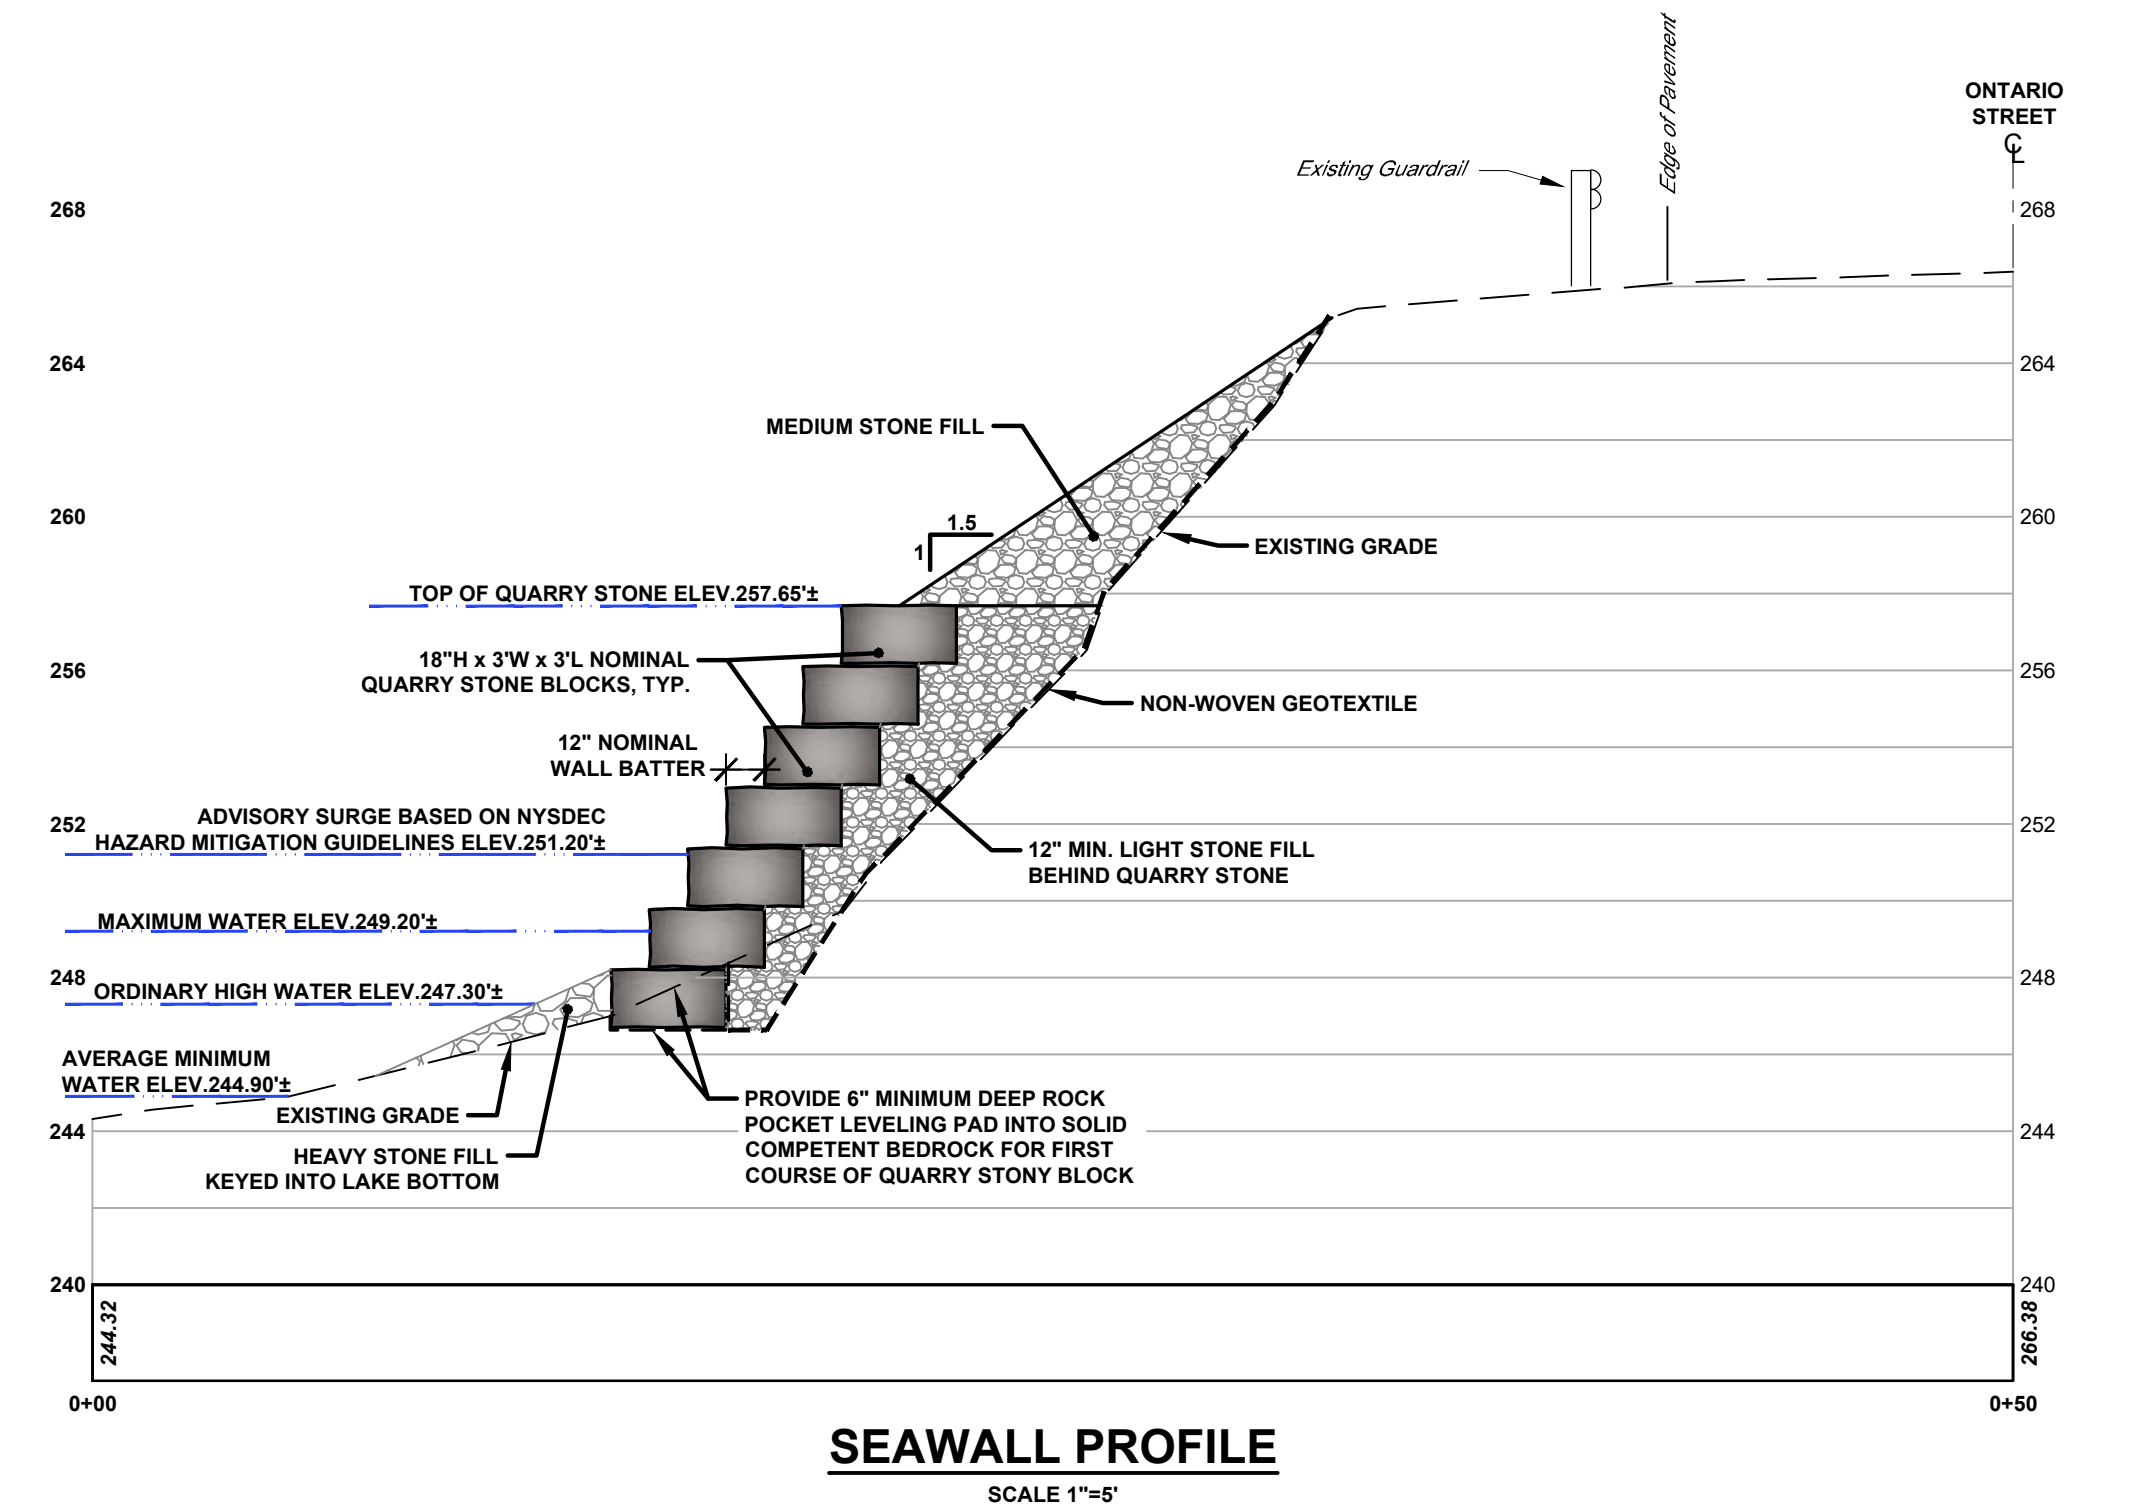 Edge of Pavement
ONTARIO
STREET
CL
Existing Guardrail
268
268
264
264
MEDIUM STONE FILL
260
260
1.5
1
EXISTING GRADE
TOP OF QUARRY STONE ELEV.257.65'±
18"H x 3'W x 3'L NOMINAL
QUARRY STONE BLOCKS, TYP.
256
256
NON-WOVEN GEOTEXTILE
12" NOMINAL
WALL BATTER
ADVISORY SURGE BASED ON NYSDEC
HAZARD MITIGATION GUIDELINES ELEV.251.20'±
252
252
12" MIN. LIGHT STONE FILL
BEHIND QUARRY STONE
MAXIMUM WATER ELEV.249.20'±
248
248
ORDINARY HIGH WATER ELEV.247.30'±
AVERAGE MINIMUM
WATER ELEV.244.90'±
EXISTING GRADE
244
244
HEAVY STONE FILL
KEYED INTO LAKE BOTTOM
PROVIDE 6" MINIMUM DEEP ROCK
POCKET LEVELING PAD INTO SOLID
COMPETENT BEDROCK FOR FIRST
COURSE OF QUARRY STONY BLOCK
240
240
244.32
266.38
0+00
0+50
SEAWALL PROFILE
SCALE 1"=5'